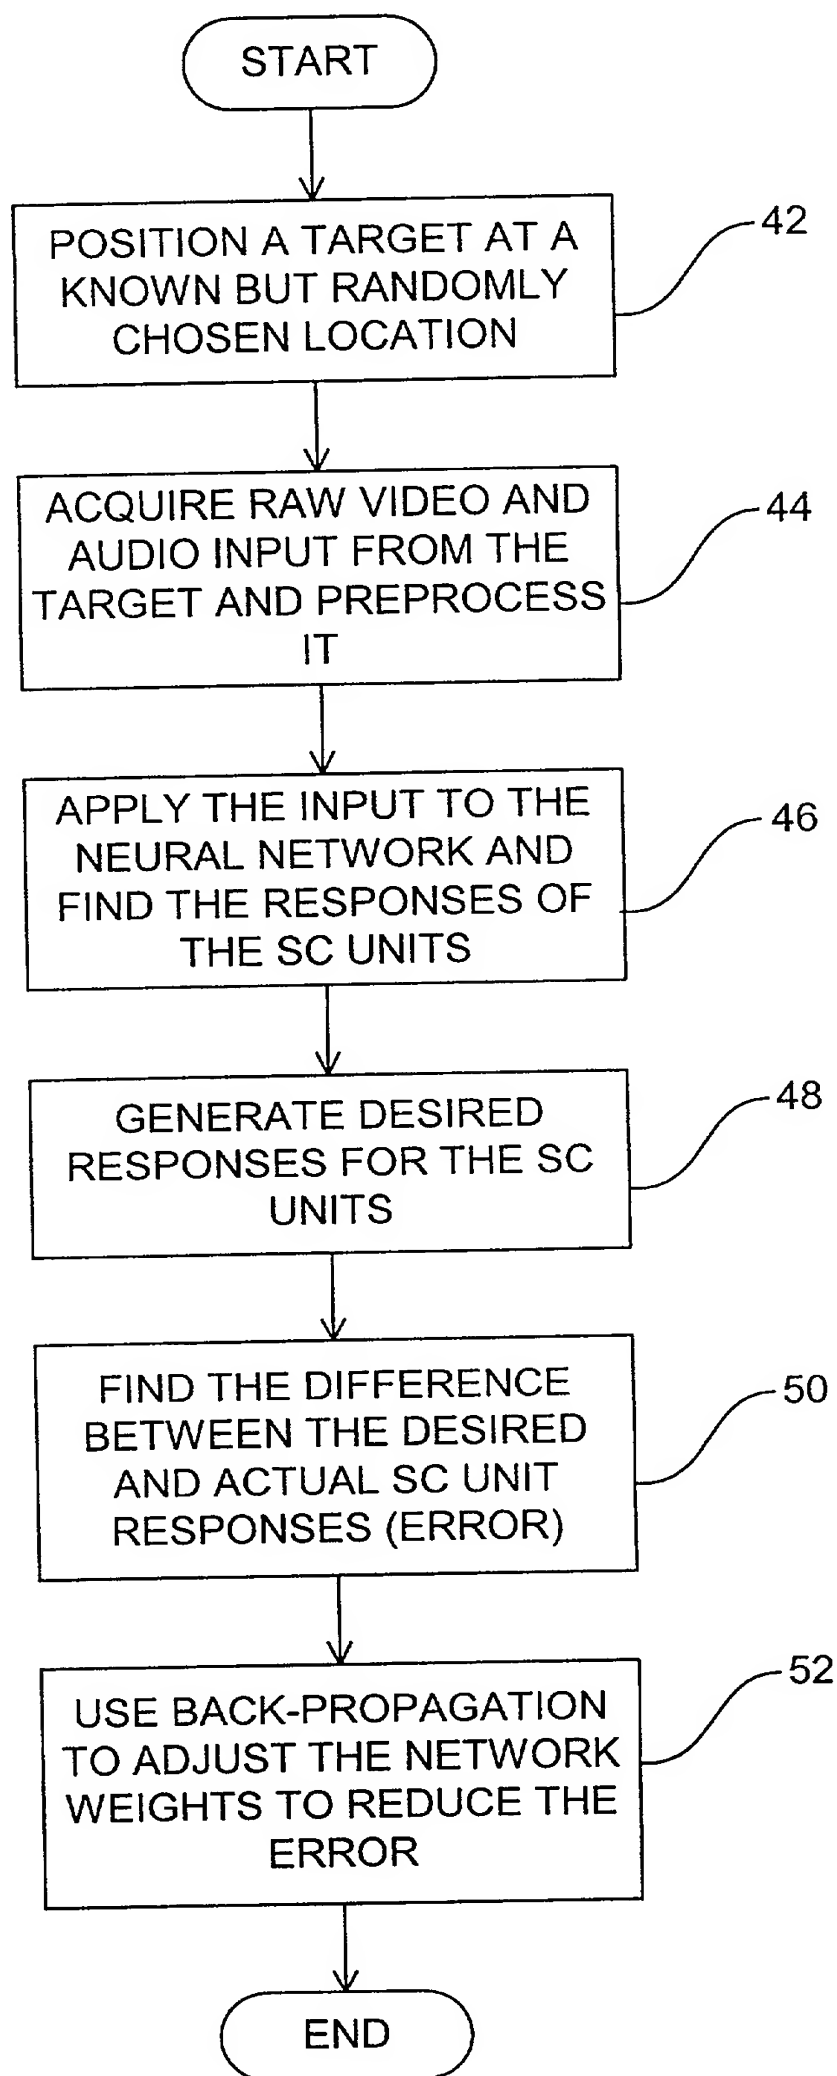 START
POSITION A TARGET AT A
KNOWN BUT RANDOMLY
CHOSEN LOCATION
42
ACQUIRE RAW VIDEO AND
AUDIO INPUT FROM THE
TARGET AND PREPROCESS
IT
44
APPLY THE INPUT TO THE
NEURAL NETWORK AND
FIND THE RESPONSES OF
THE SC UNITS
46
GENERATE DESIRED
RESPONSES FOR THE SC
UNITS
48
FIND THE DIFFERENCE
BETWEEN THE DESIRED
AND ACTUAL SC UNIT
RESPONSES (ERROR)
50
USE BACK-PROPAGATION
TO ADJUST THE NETWORK
WEIGHTS TO REDUCE THE
ERROR
52
END